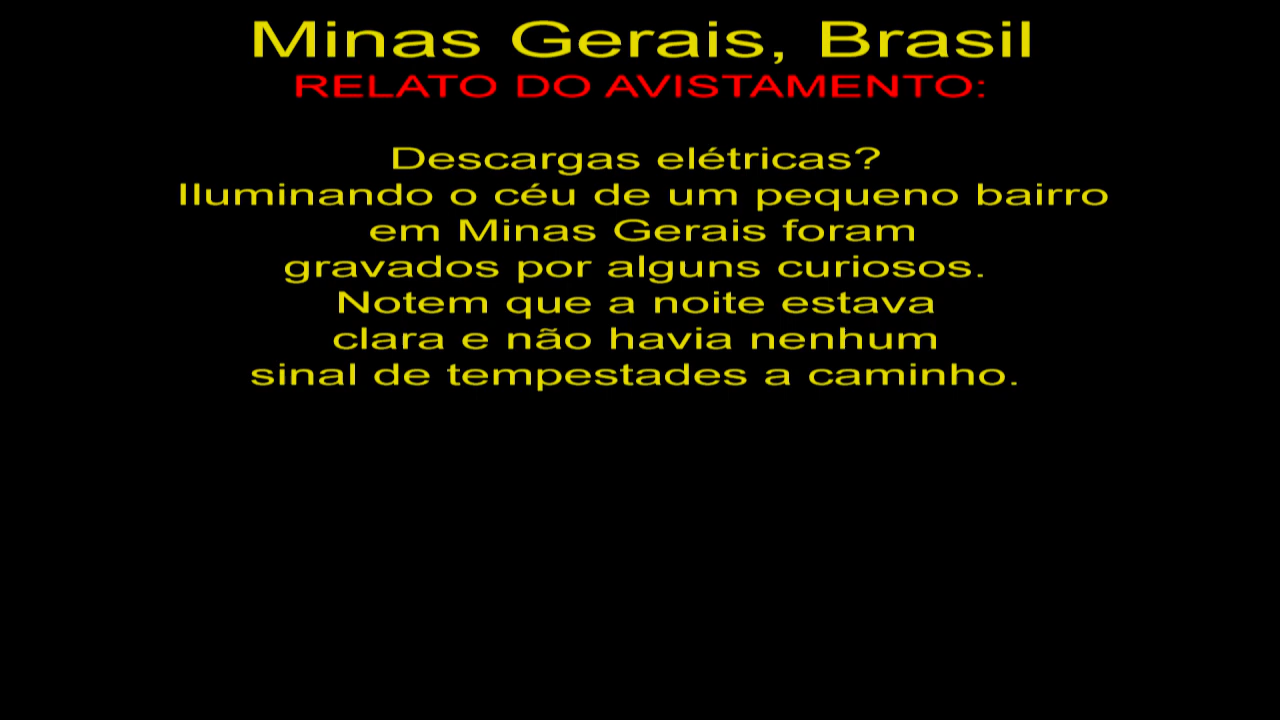 Minas Gerais, Brasil
RELATO DO AVISTAMENTO:
Descargas elétricas?
Iluminando o céu de um pequeno bairro
em Minas Gerais foram
gravados por alguns curiosos.
Notem que a noite estava
clara e não havia nenhum
sinal de tempestades a caminho.